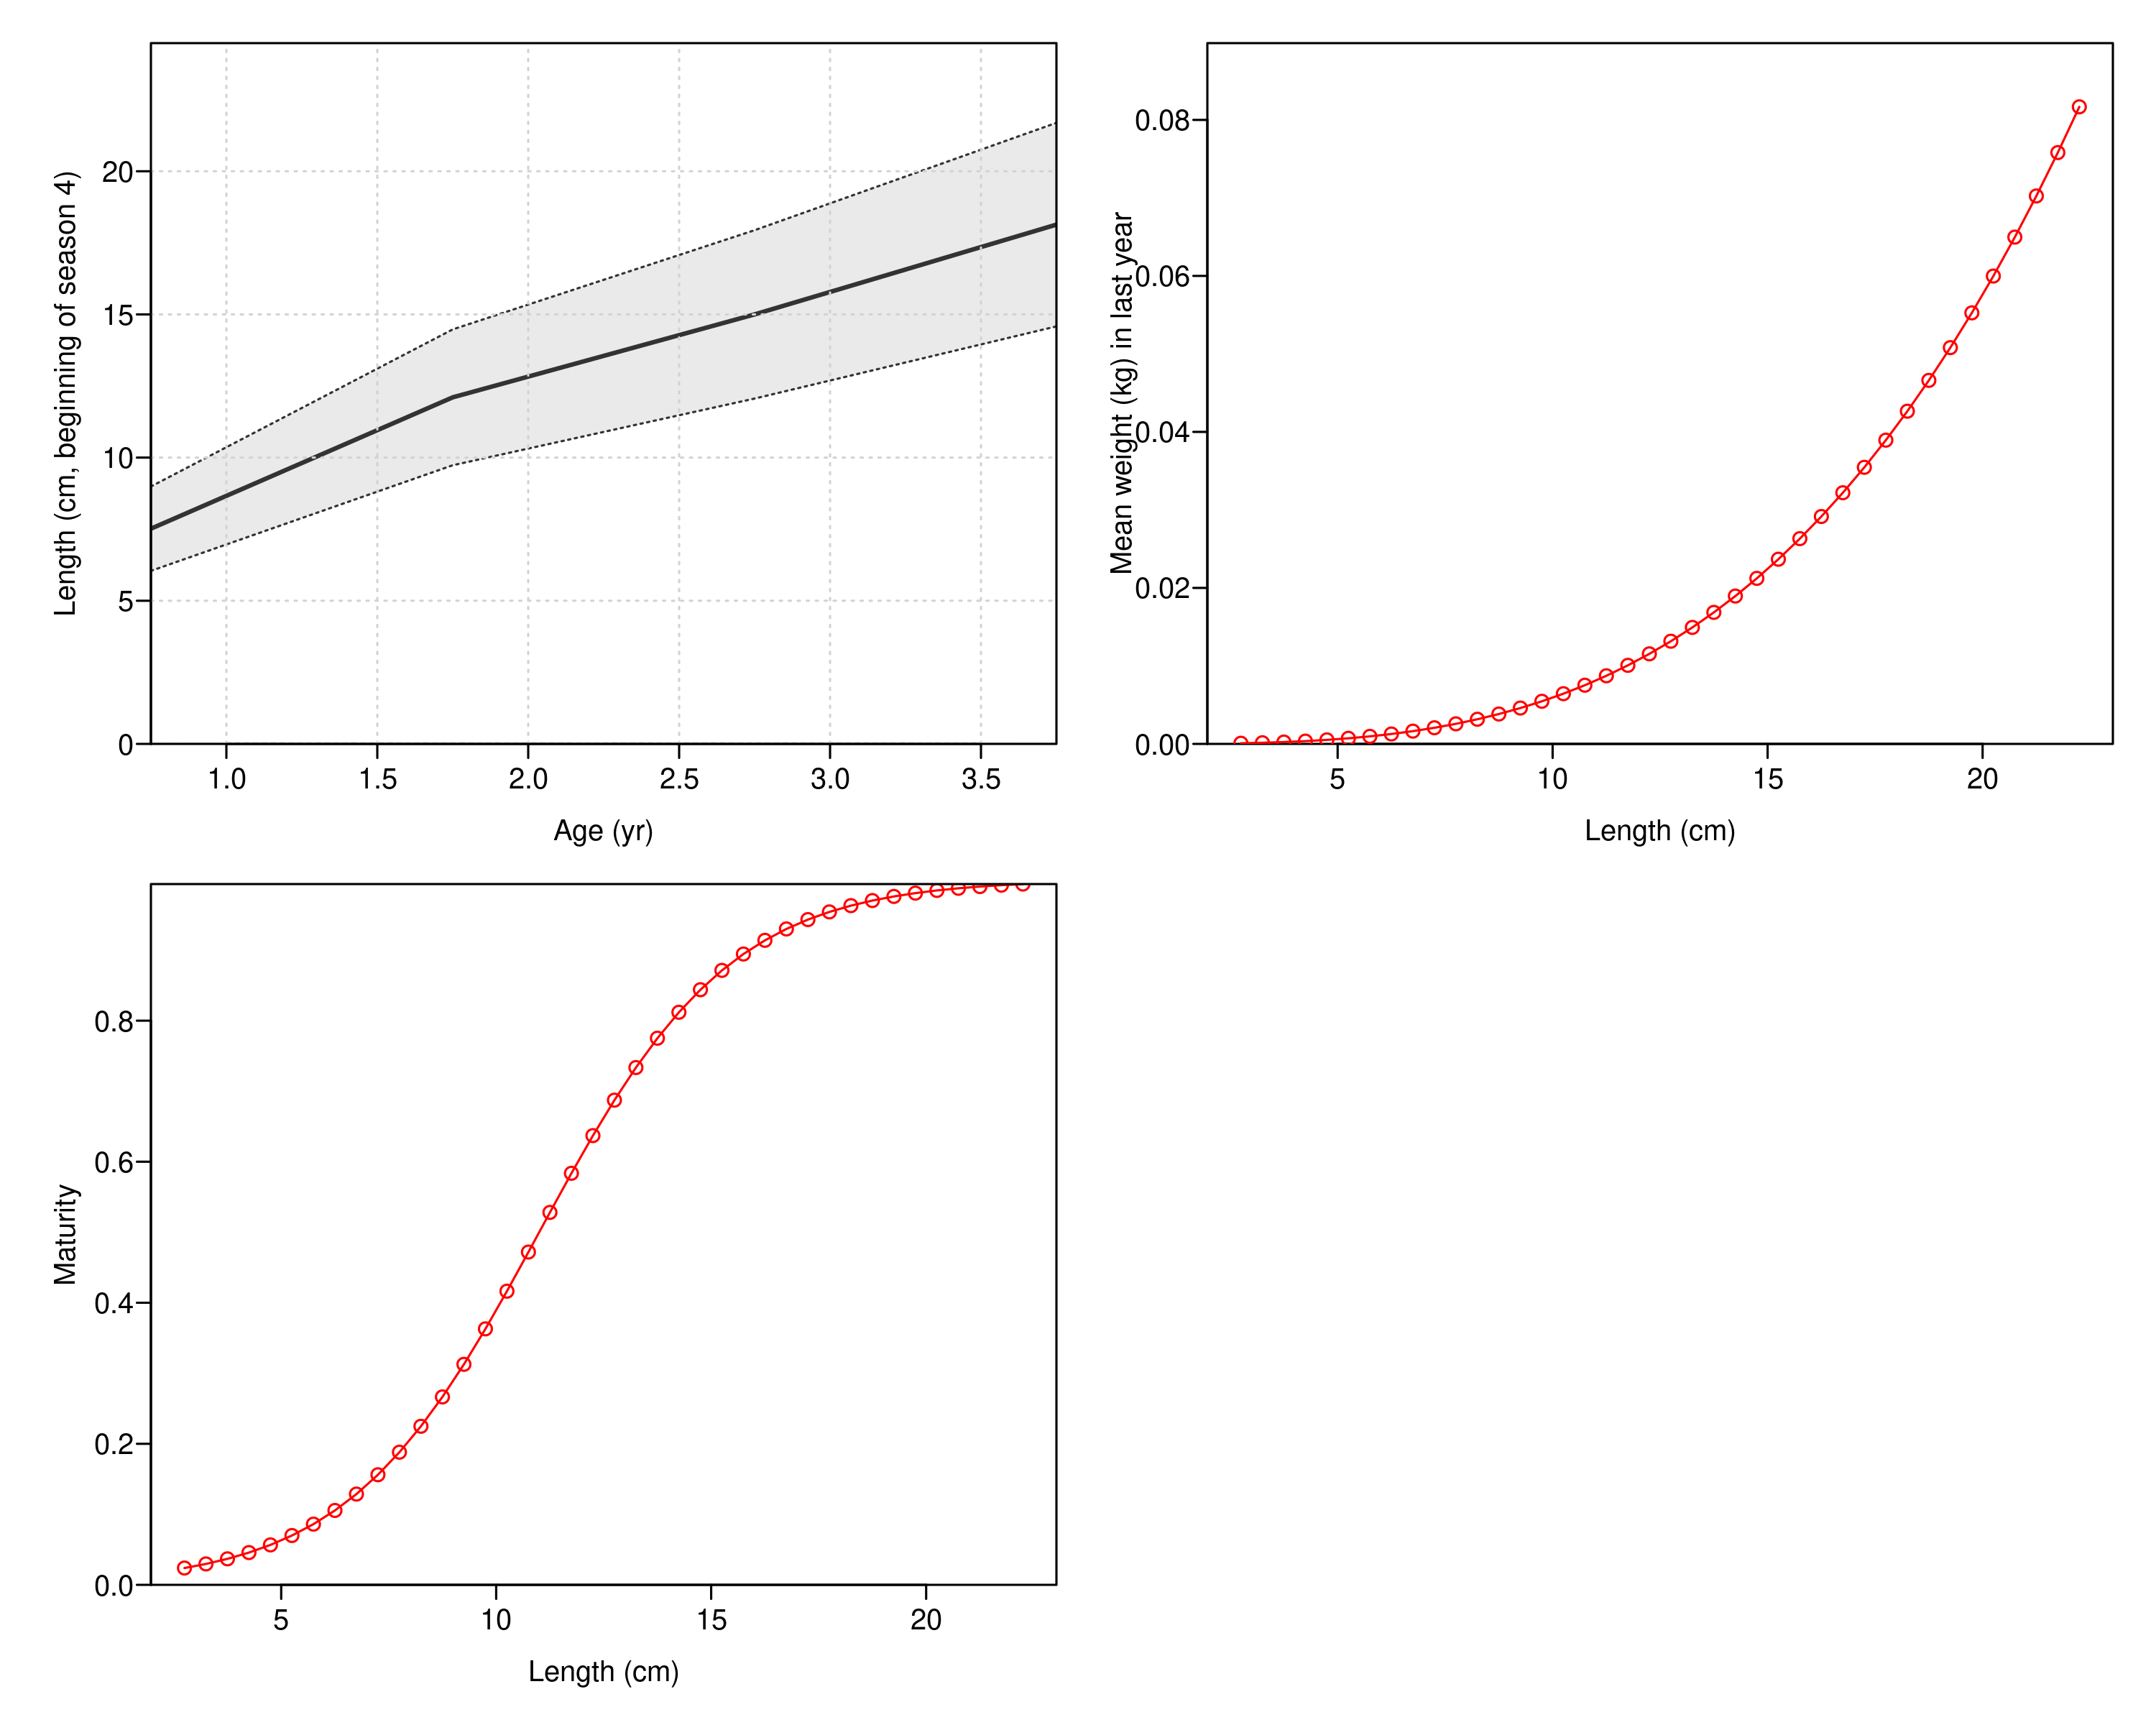 Length (cm, beginning of season 4)
20
15
10
5
0
1.0 1.5 2.0 2.5 3.0 3.5
Age (yr)
Mean weight (kg) in last year
0.08
0.06
0.04
0.02
0.00
5 10 15 20
Length (cm)
Maturity
0.8
0.6
0.4
0.2
0.0
5 10 15 20
Length (cm)